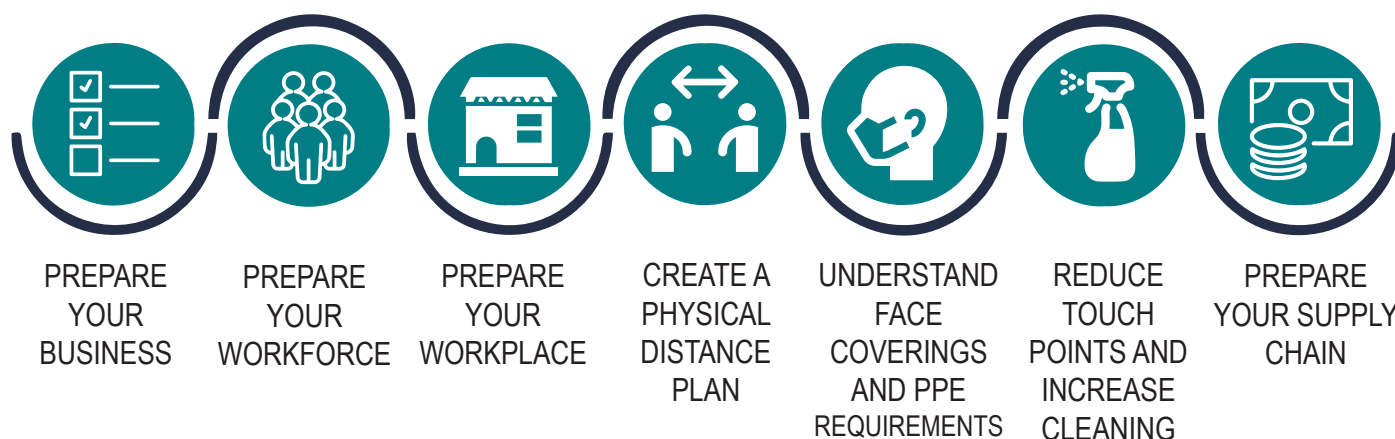 PREPARE
YOUR
BUSINESS
PREPARE
YOUR
WORKFORCE
PREPARE
YOUR
WORKPLACE
CREATE A
PHYSICAL
DISTANCE
PLAN
UNDERSTAND
FACE
COVERINGS
AND PPE
REQUIREMENTS
REDUCE
TOUCH
POINTS AND
INCREASE
CLEANING
PREPARE
YOUR SUPPLY
CHAIN